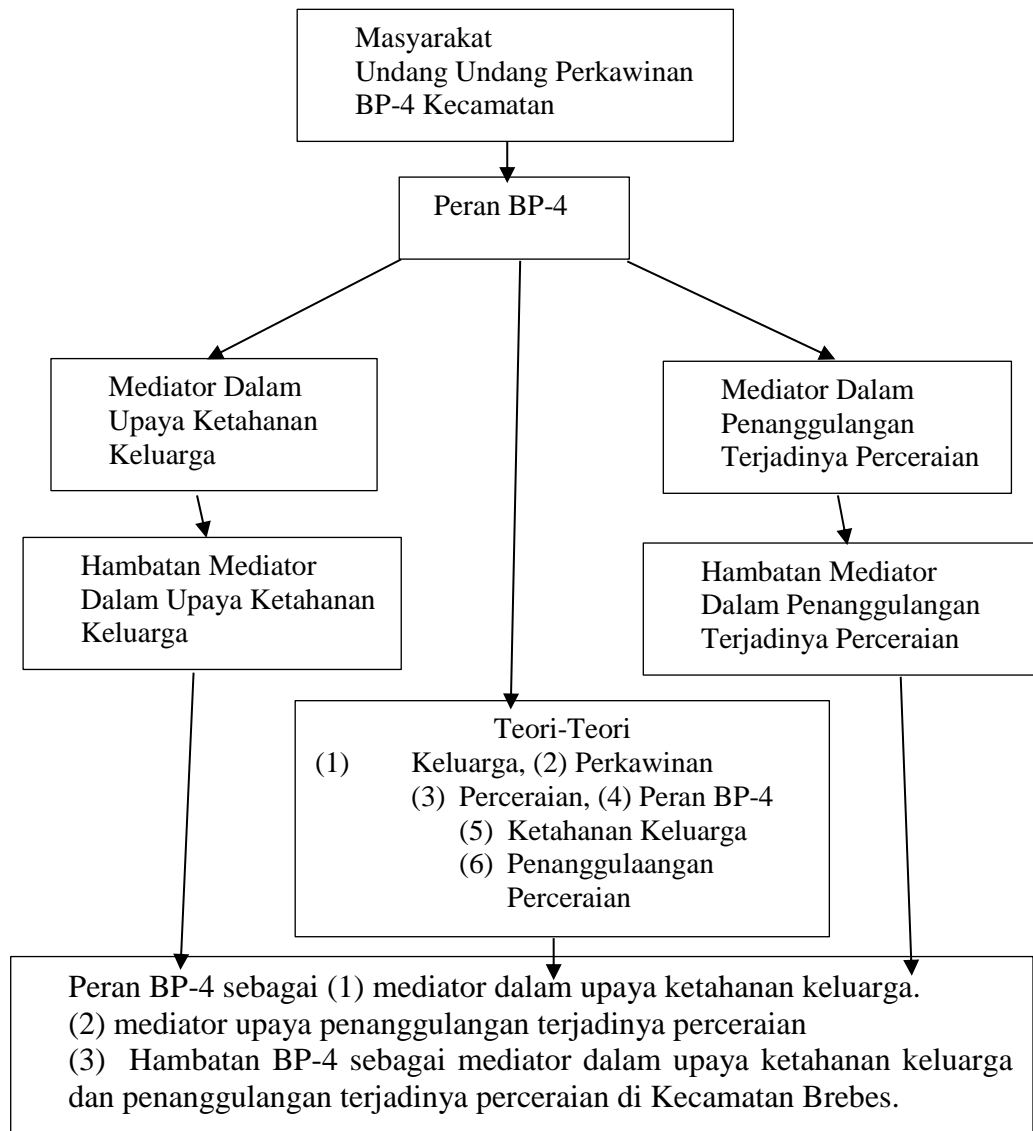 Masyarakat
Undang Undang Perkawinan
BP-4 Kecamatan
Peran BP-4
Mediator Dalam
Upaya Ketahanan
Keluarga
Mediator Dalam
Penanggulangan
Terjadinya Perceraian
Hambatan Mediator
Dalam Upaya Ketahanan
Keluarga
Hambatan Mediator
Dalam Penanggulangan
Terjadinya Perceraian
Teori-Teori
(1) Keluarga, (2) Perkawinan
(3) Perceraian, (4) Peran BP-4
(5) Ketahanan Keluarga
(6) Penanggulaangan
Perceraian
Peran BP-4 sebagai (1) mediator dalam upaya ketahanan keluarga.
(2) mediator upaya penanggulangan terjadinya perceraian
(3) Hambatan BP-4 sebagai mediator dalam upaya ketahanan keluarga
dan penanggulangan terjadinya perceraian di Kecamatan Brebes.